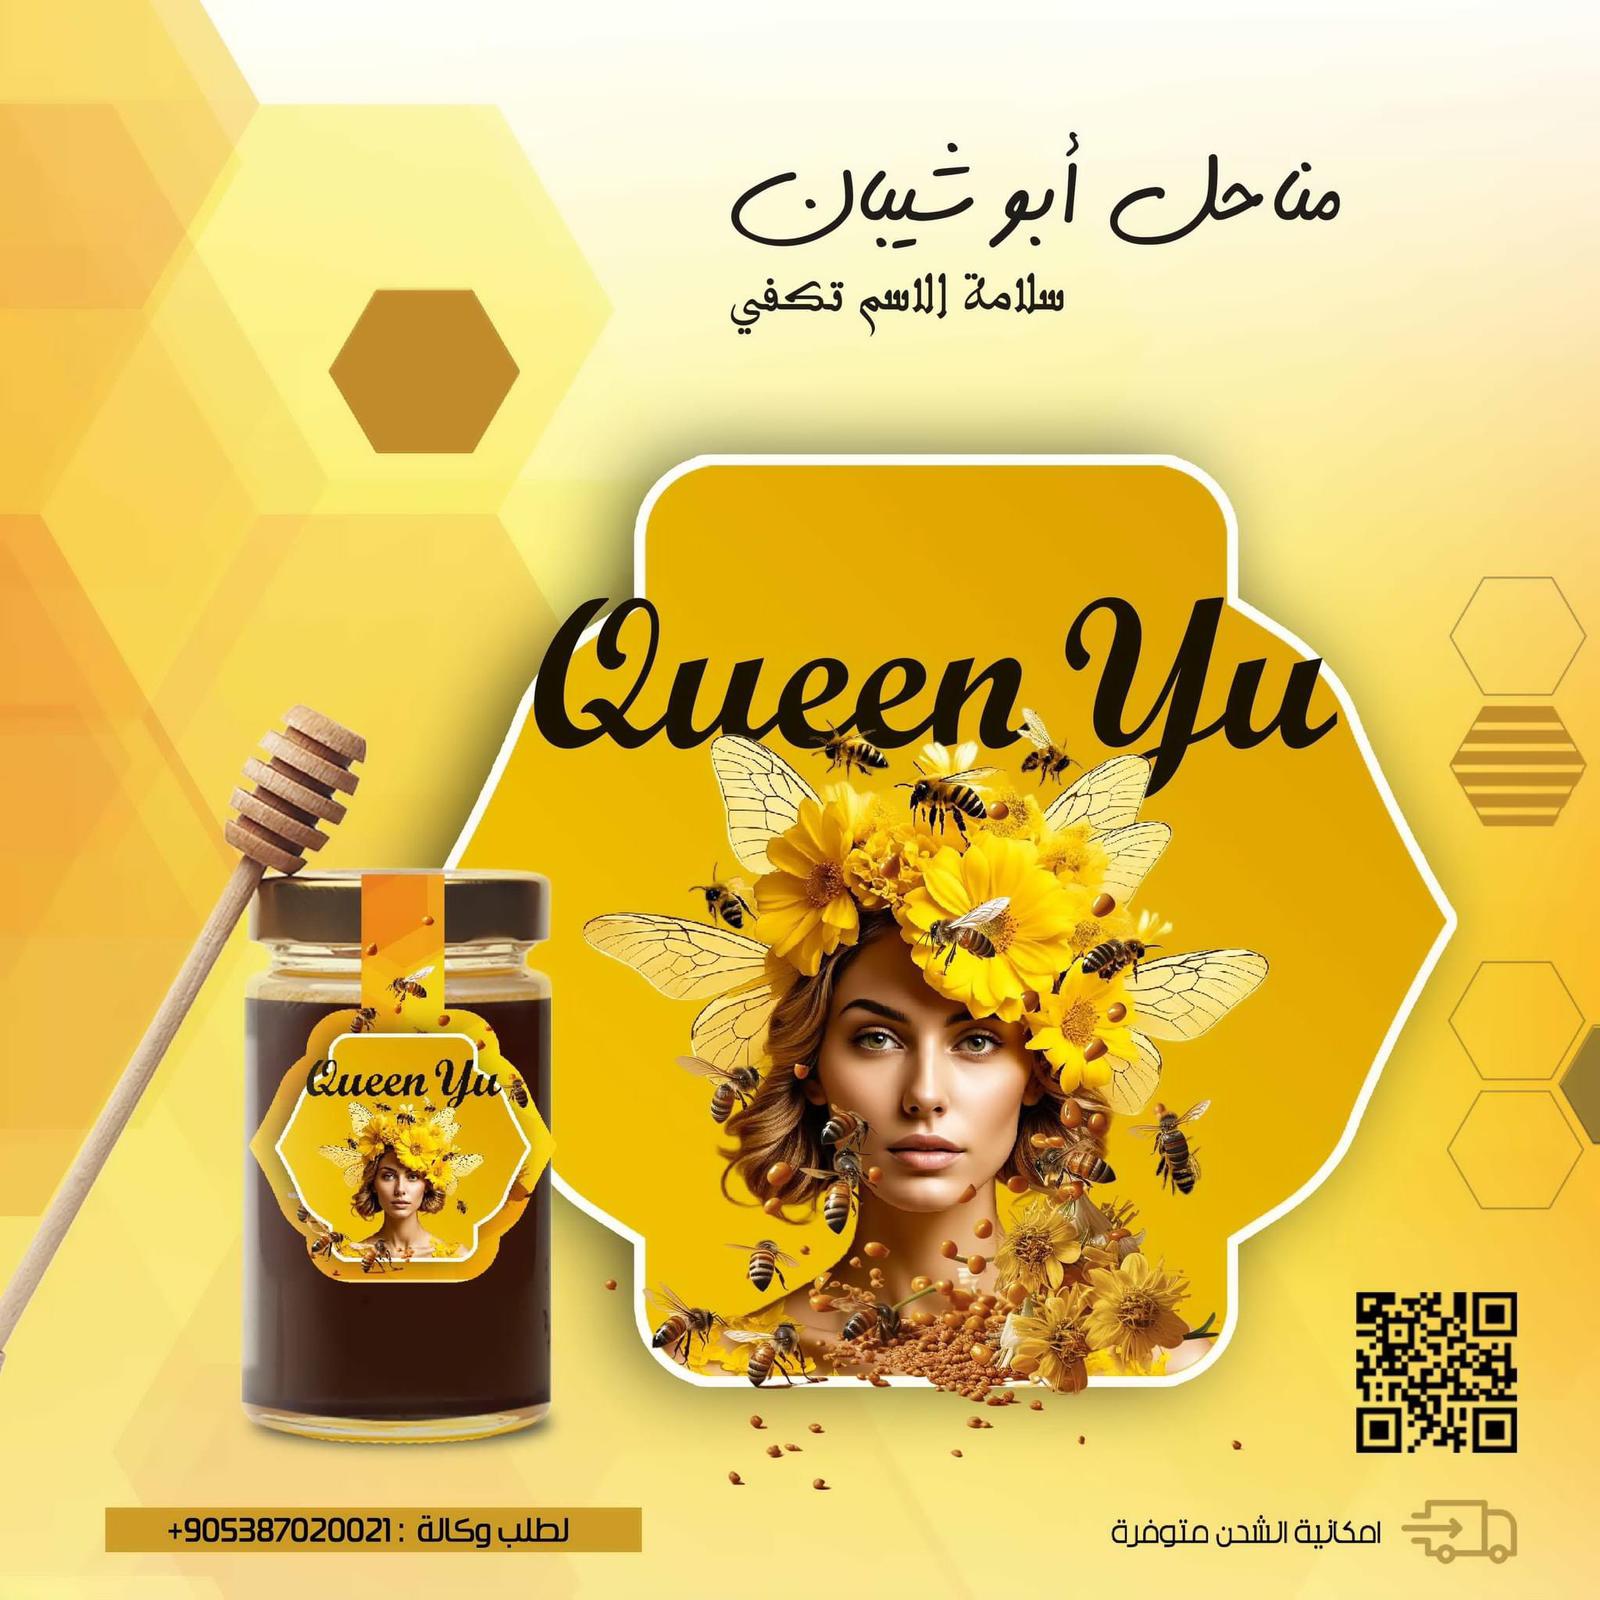 مناحل أبو شيبان
سلامة الاسم تكفي
Queen Yu
Queen Yu
لطلب وكالة : +905387020021
امكانية الشحن متوفرة